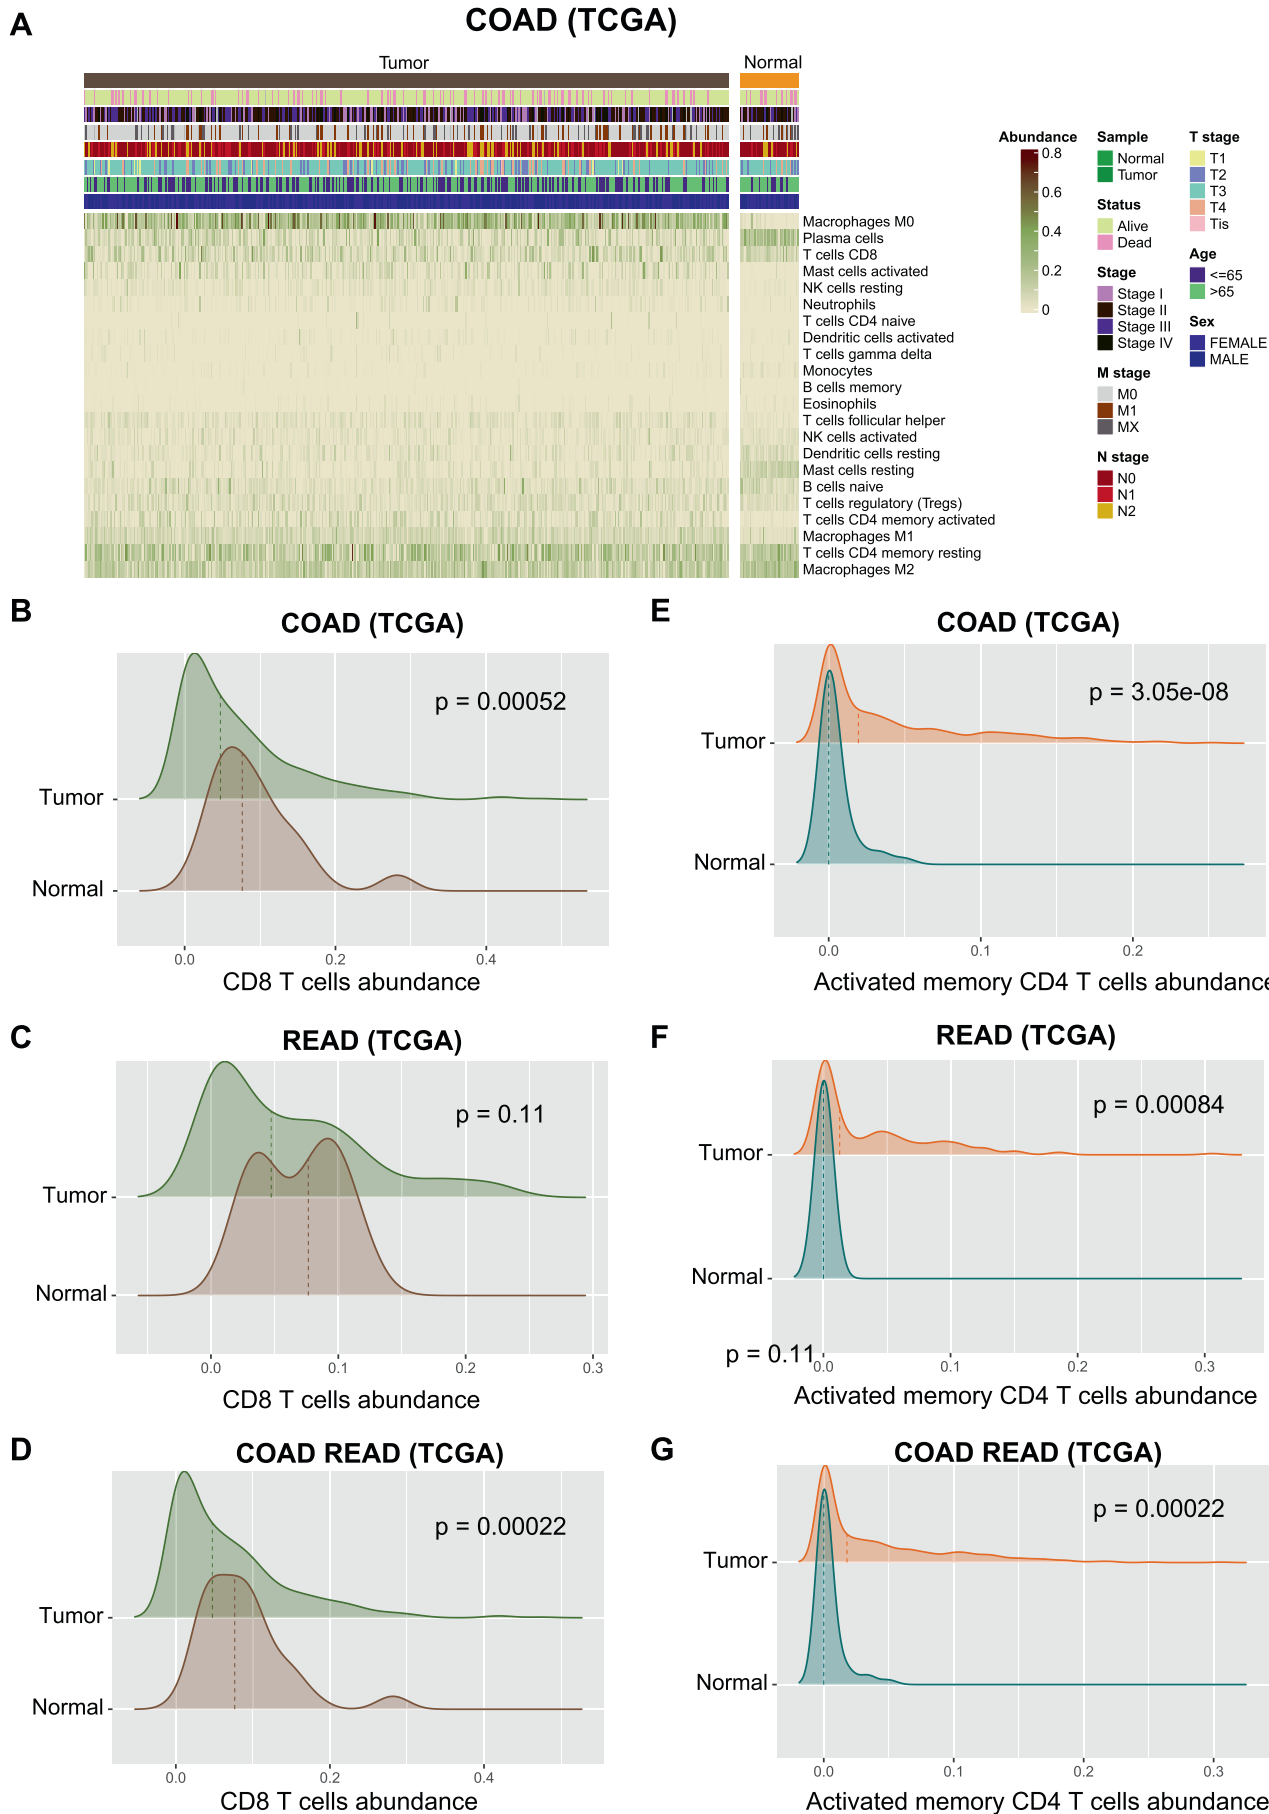 A
COAD (TCGA)
Tumor
Normal
Macrophages M0
Plasma cells
T cells CD8
Mast cells activated
NK cells resting
Neutrophils
T cells CD4 naive
Dendritic cells activated
T cells gamma delta
Monocytes
B cells memory
Eosinophils
T cells follicular helper
NK cells activated
Dendritic cells resting
Mast cells resting
B cells naive
T cells regulatory (Tregs)
T cells CD4 memory activated
Macrophages M1
T cells CD4 memory resting
Macrophages M2
Abundance
0.8
0.6
0.4
0.2
0
Sample
Normal
Tumor
Status
Alive
Dead
Stage
Stage I
Stage II
Stage III
Stage IV
M stage
M0
M1
MX
N stage
N0
N1
N2
T stage
T1
T2
T3
T4
Tis
Age
<=65
>65
Sex
FEMALE
MALE
B
COAD (TCGA)
p = 0.00052
Tumor
Normal
0.0 0.2 0.4
CD8 T cells abundance
E
COAD (TCGA)
p = 3.05e-08
Tumor
Normal
0.0 0.1 0.2
Activated memory CD4 T cells abundance
C
READ (TCGA)
p = 0.11
Tumor
Normal
0.0 0.1 0.2 0.3
CD8 T cells abundance
F
READ (TCGA)
p = 0.00084
Tumor
Normal
p = 0.11
0.0 0.1 0.2 0.3
Activated memory CD4 T cells abundance
D
COAD READ (TCGA)
p = 0.00022
Tumor
Normal
0.0 0.2 0.4
CD8 T cells abundance
G
COAD READ (TCGA)
p = 0.00022
Tumor
Normal
0.0 0.1 0.2 0.3
Activated memory CD4 T cells abundance